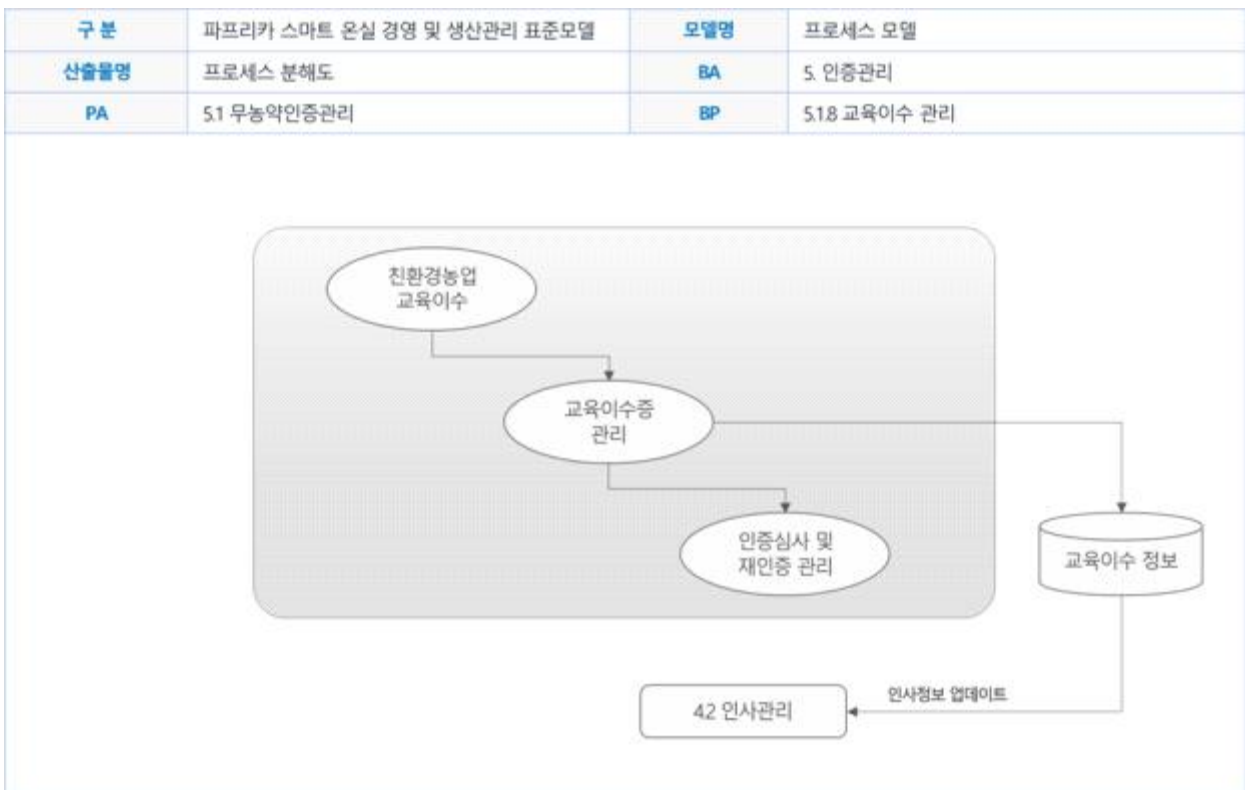 구 분 파프리카 스마트 온실 경영 및 생산관리 표준모델 모델명 프로세스 모델
산출물명 프로세스 분해도 BA 5. 인증관리
PA 5.1 무농약인증관리 BP 5.1.8 교육이수 관리
친환경농업
교육이수
교육이수증
관리
인증심사 및
재인증 관리
교육이수 정보
인사정보 업데이트
4.2 인사관리